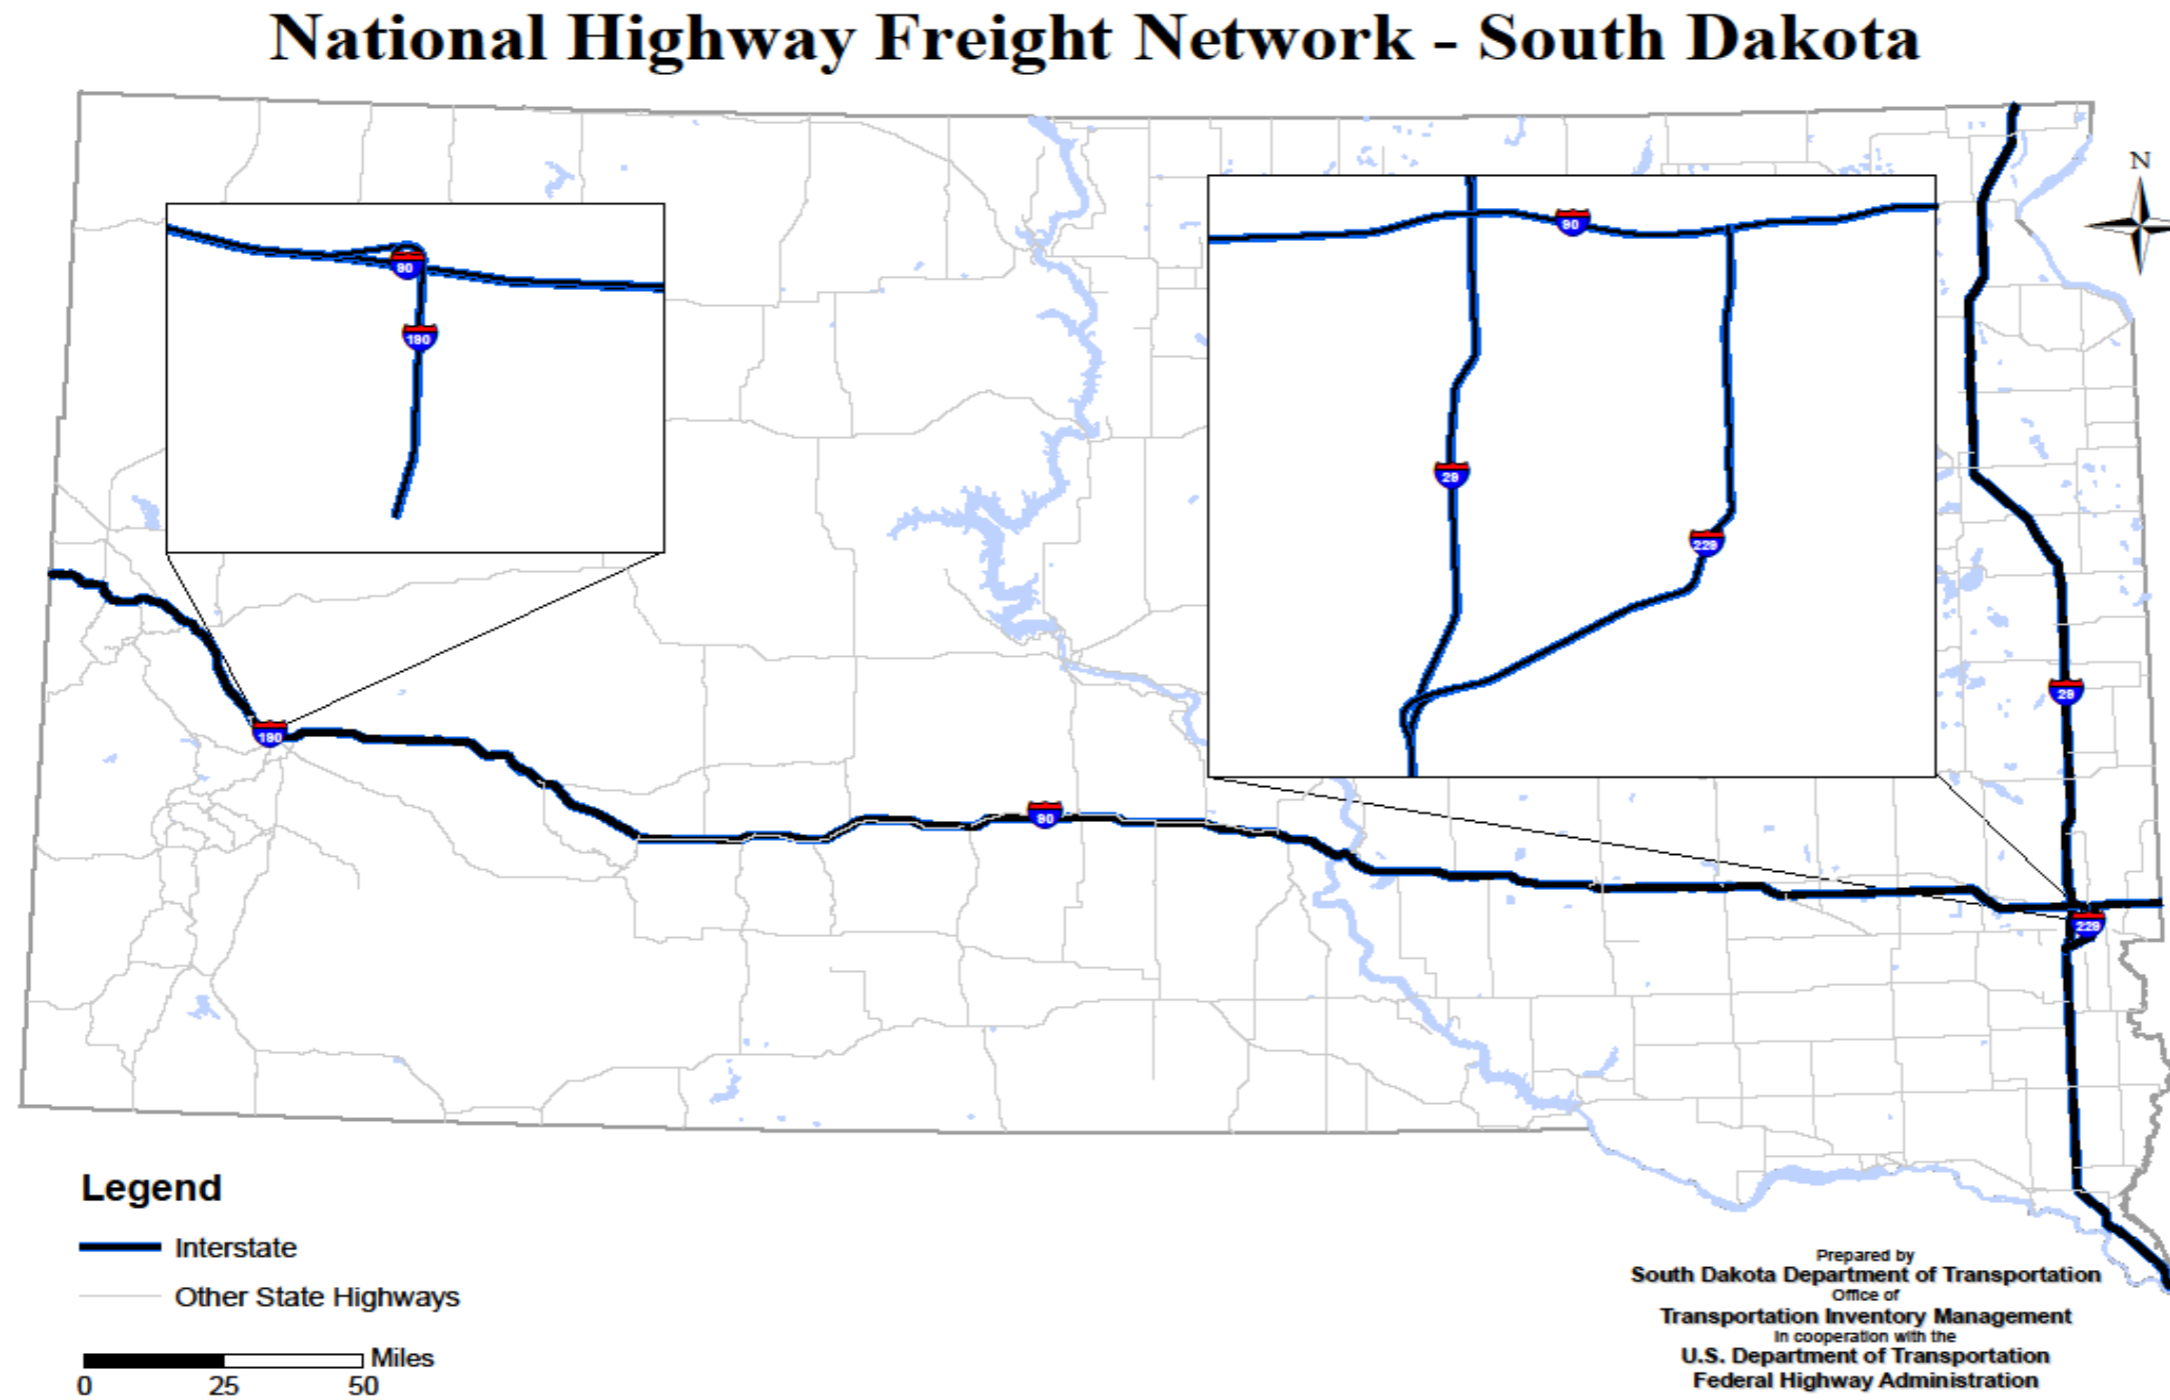 National Highway Freight Network - South Dakota
N
90
190
90
29
229
29
190
90
229
Legend
Interstate
Other State Highways
Miles
0 25 50
Prepared by
South Dakota Department of Transportation
Office of
Transportation Inventory Management
In cooperation with the
U.S. Department of Transportation
Federal Highway Administration